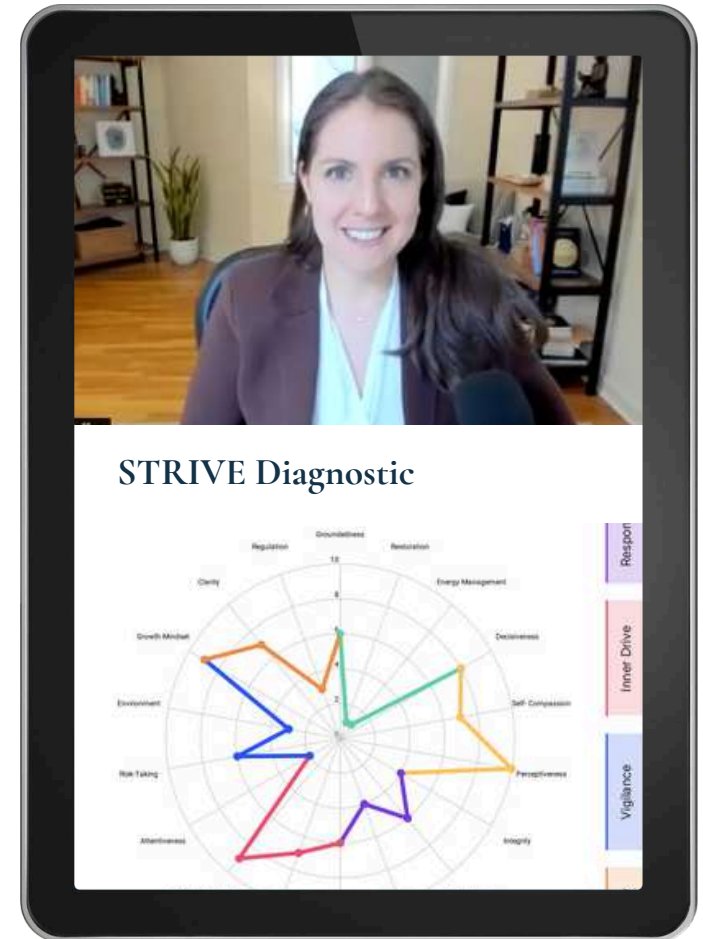 STRIVE Diagnostic
Groundedness
Regulation
Restoration
Clarity
Energy Management
Growth Mindset
Decisiveness
Environment
Self-Compassion
Risk-Taking
Perceptiveness
Attentiveness
Integrity
10
8
6
4
2
Respon
Inner Drive
Vigilance